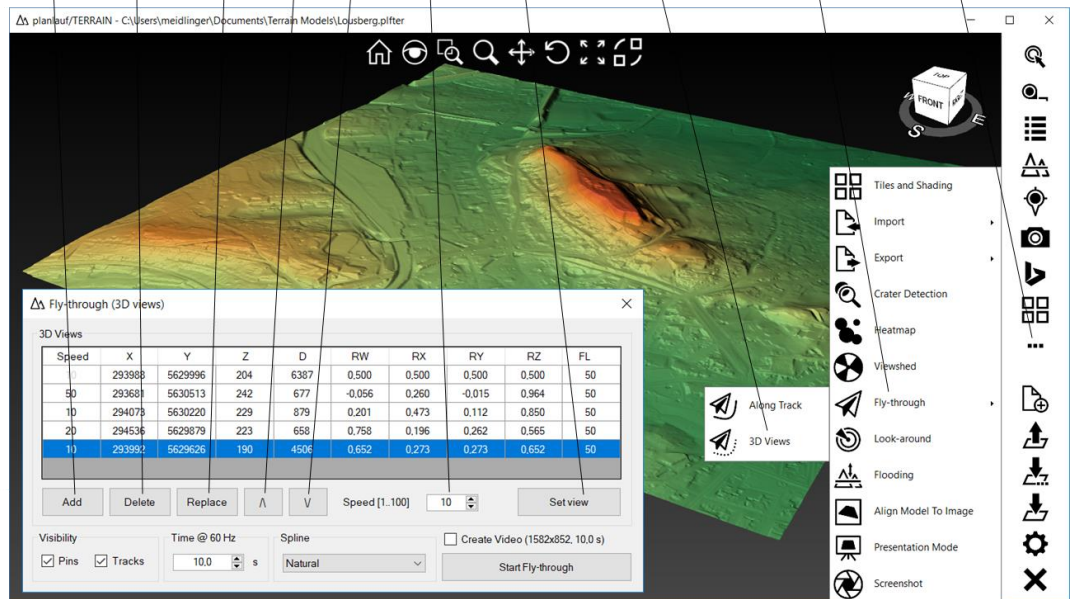 planlauf/TERRAIN - C:\Users\meidlinger\Documents\Terrain Models\Lousberg.plfter
TOP
FRONT
W
S
E
Tiles and Shading
Import
Export
Crater Detection
Heatmap
Viewshed
Fly-through
Look-around
Flooding
Align Model To Image
Presentation Mode
Screenshot
Along Track
3D Views
Fly-through (3D views)
3D Views
Speed X Y Z D RW RX RY RZ FL
293988 5629996 204 6387 0,500 0,500 0,500 0,500 50
50 293681 5630513 242 677 -0,056 0,260 -0,015 0,964 50
10 294073 5630220 229 879 0,201 0,473 0,112 0,850 50
20 294536 5629879 223 658 0,758 0,196 0,262 0,565 50
10 293992 5629626 190 4506 0,652 0,273 0,273 0,652 50
Add Delete Replace /\ \/ Speed [1..100] 10 Set view
Visibility Time @ 60 Hz Spline Create Video (1582x852, 10,0 s)
Pins Tracks 10,0 s Natural Start Fly-through